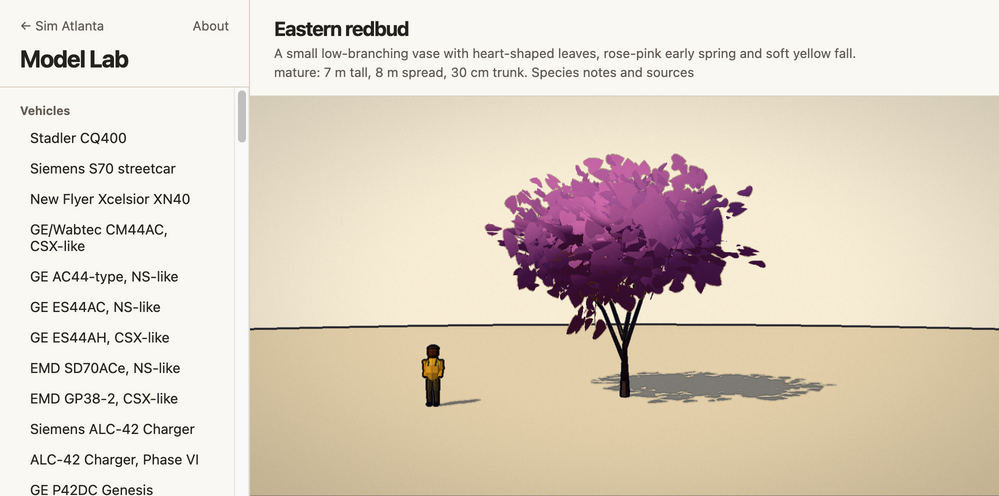 ← Sim Atlanta
About
Model Lab
Vehicles
Stadler CQ400
Siemens S70 streetcar
New Flyer Xcelsior XN40
GE/Wabtec CM44AC,
CSX-like
GE AC44-type, NS-like
GE ES44AC, NS-like
GE ES44AH, CSX-like
EMD SD70ACe, NS-like
EMD GP38-2, CSX-like
Siemens ALC-42 Charger
ALC-42 Charger, Phase VI
GE P42DC Genesis
Eastern redbud
A small low-branching vase with heart-shaped leaves, rose-pink early spring and soft yellow fall.
mature: 7 m tall, 8 m spread, 30 cm trunk. Species notes and sources